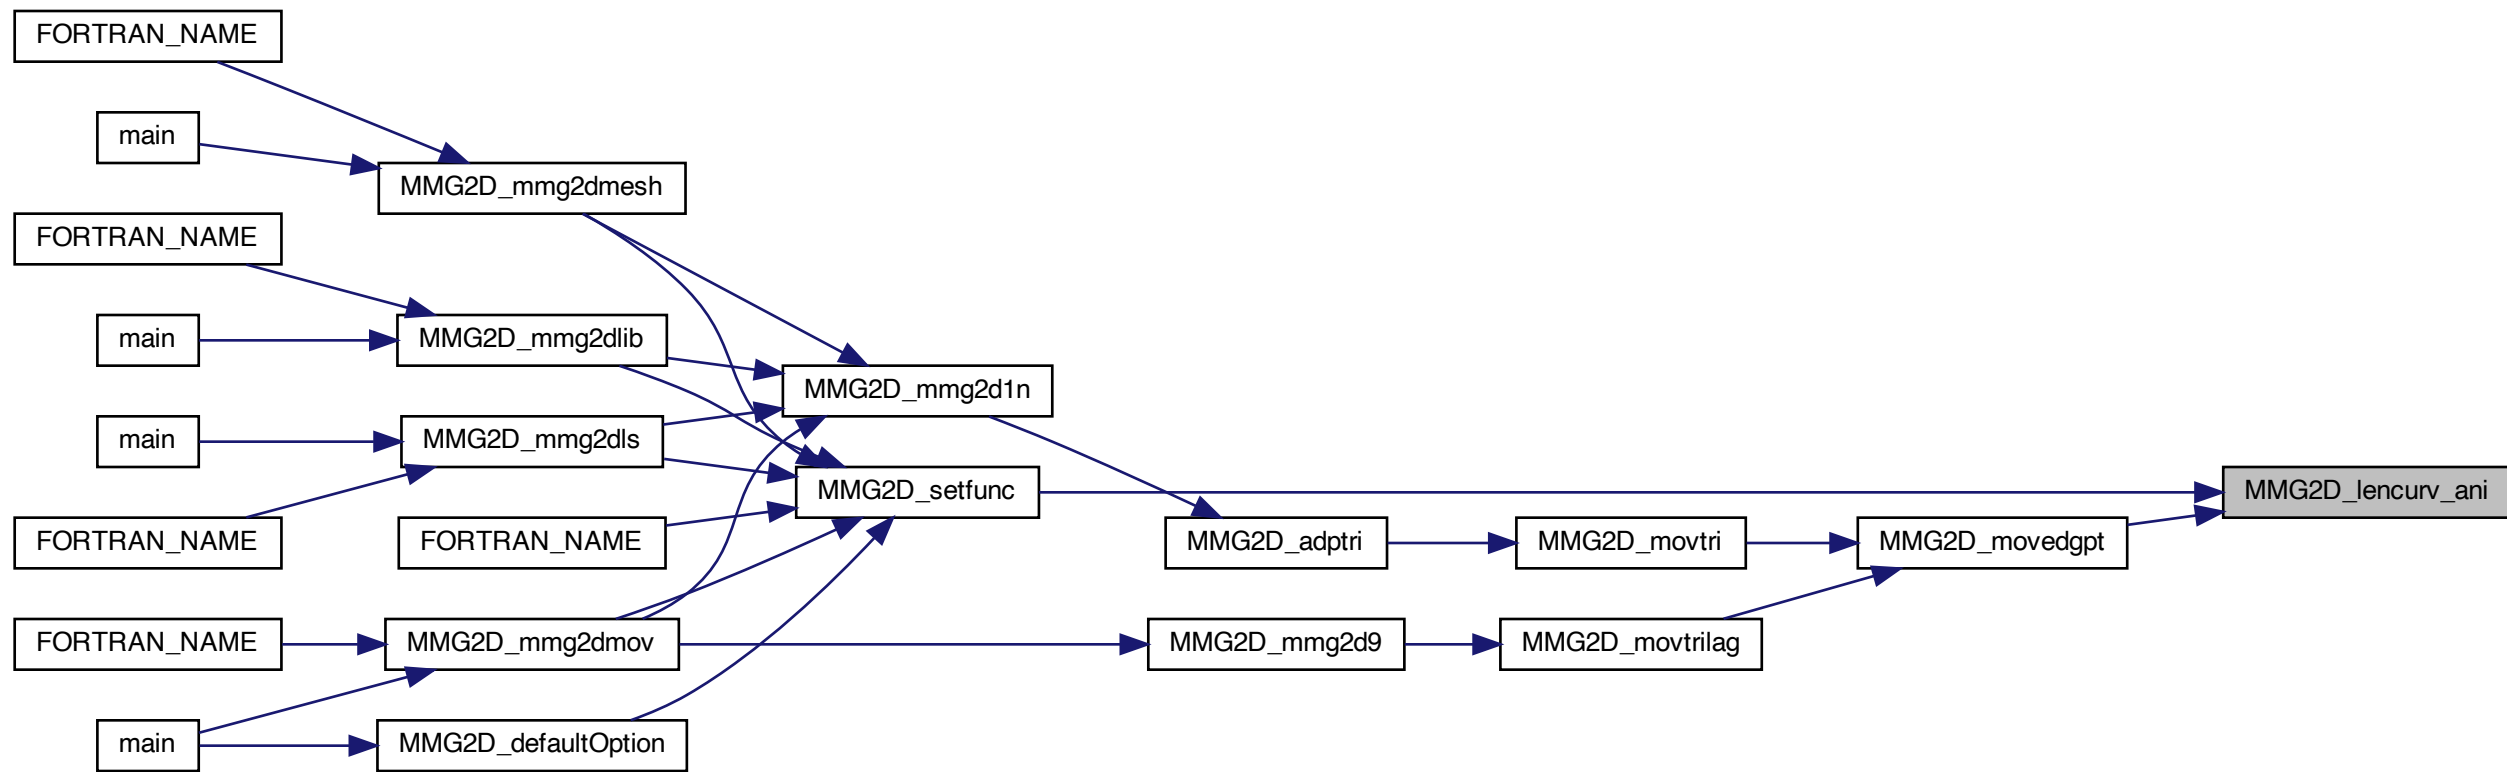 FORTRAN_NAME
main
MMG2D_mmg2dmesh
FORTRAN_NAME
MMG2D_mmg2dlib
main
MMG2D_mmg2d1n
main
MMG2D_mmg2dls
MMG2D_setfunc
MMG2D_lencurv_ani
FORTRAN_NAME
FORTRAN_NAME
MMG2D_adptri
MMG2D_movtri
MMG2D_movedgpt
FORTRAN_NAME
MMG2D_mmg2dmov
MMG2D_mmg2d9
MMG2D_movtrilag
main
MMG2D_defaultOption